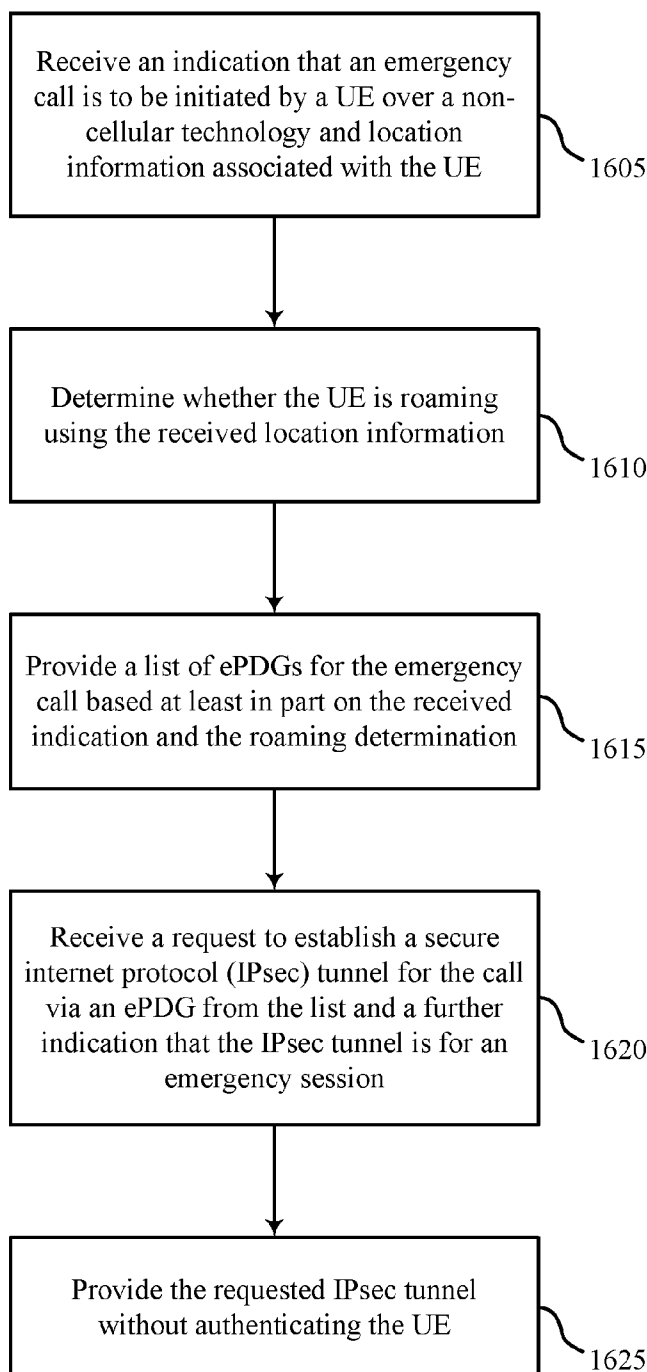 Receive an indication that an emergency
call is to be initiated by a UE over a non-
cellular technology and location
information associated with the UE
1605
Determine whether the UE is roaming
using the received location information
1610
Provide a list of ePDGs for the emergency
call based at least in part on the received
indication and the roaming determination
1615
Receive a request to establish a secure
internet protocol (IPsec) tunnel for the call
via an ePDG from the list and a further
indication that the IPsec tunnel is for an
emergency session
1620
Provide the requested IPsec tunnel
without authenticating the UE
1625